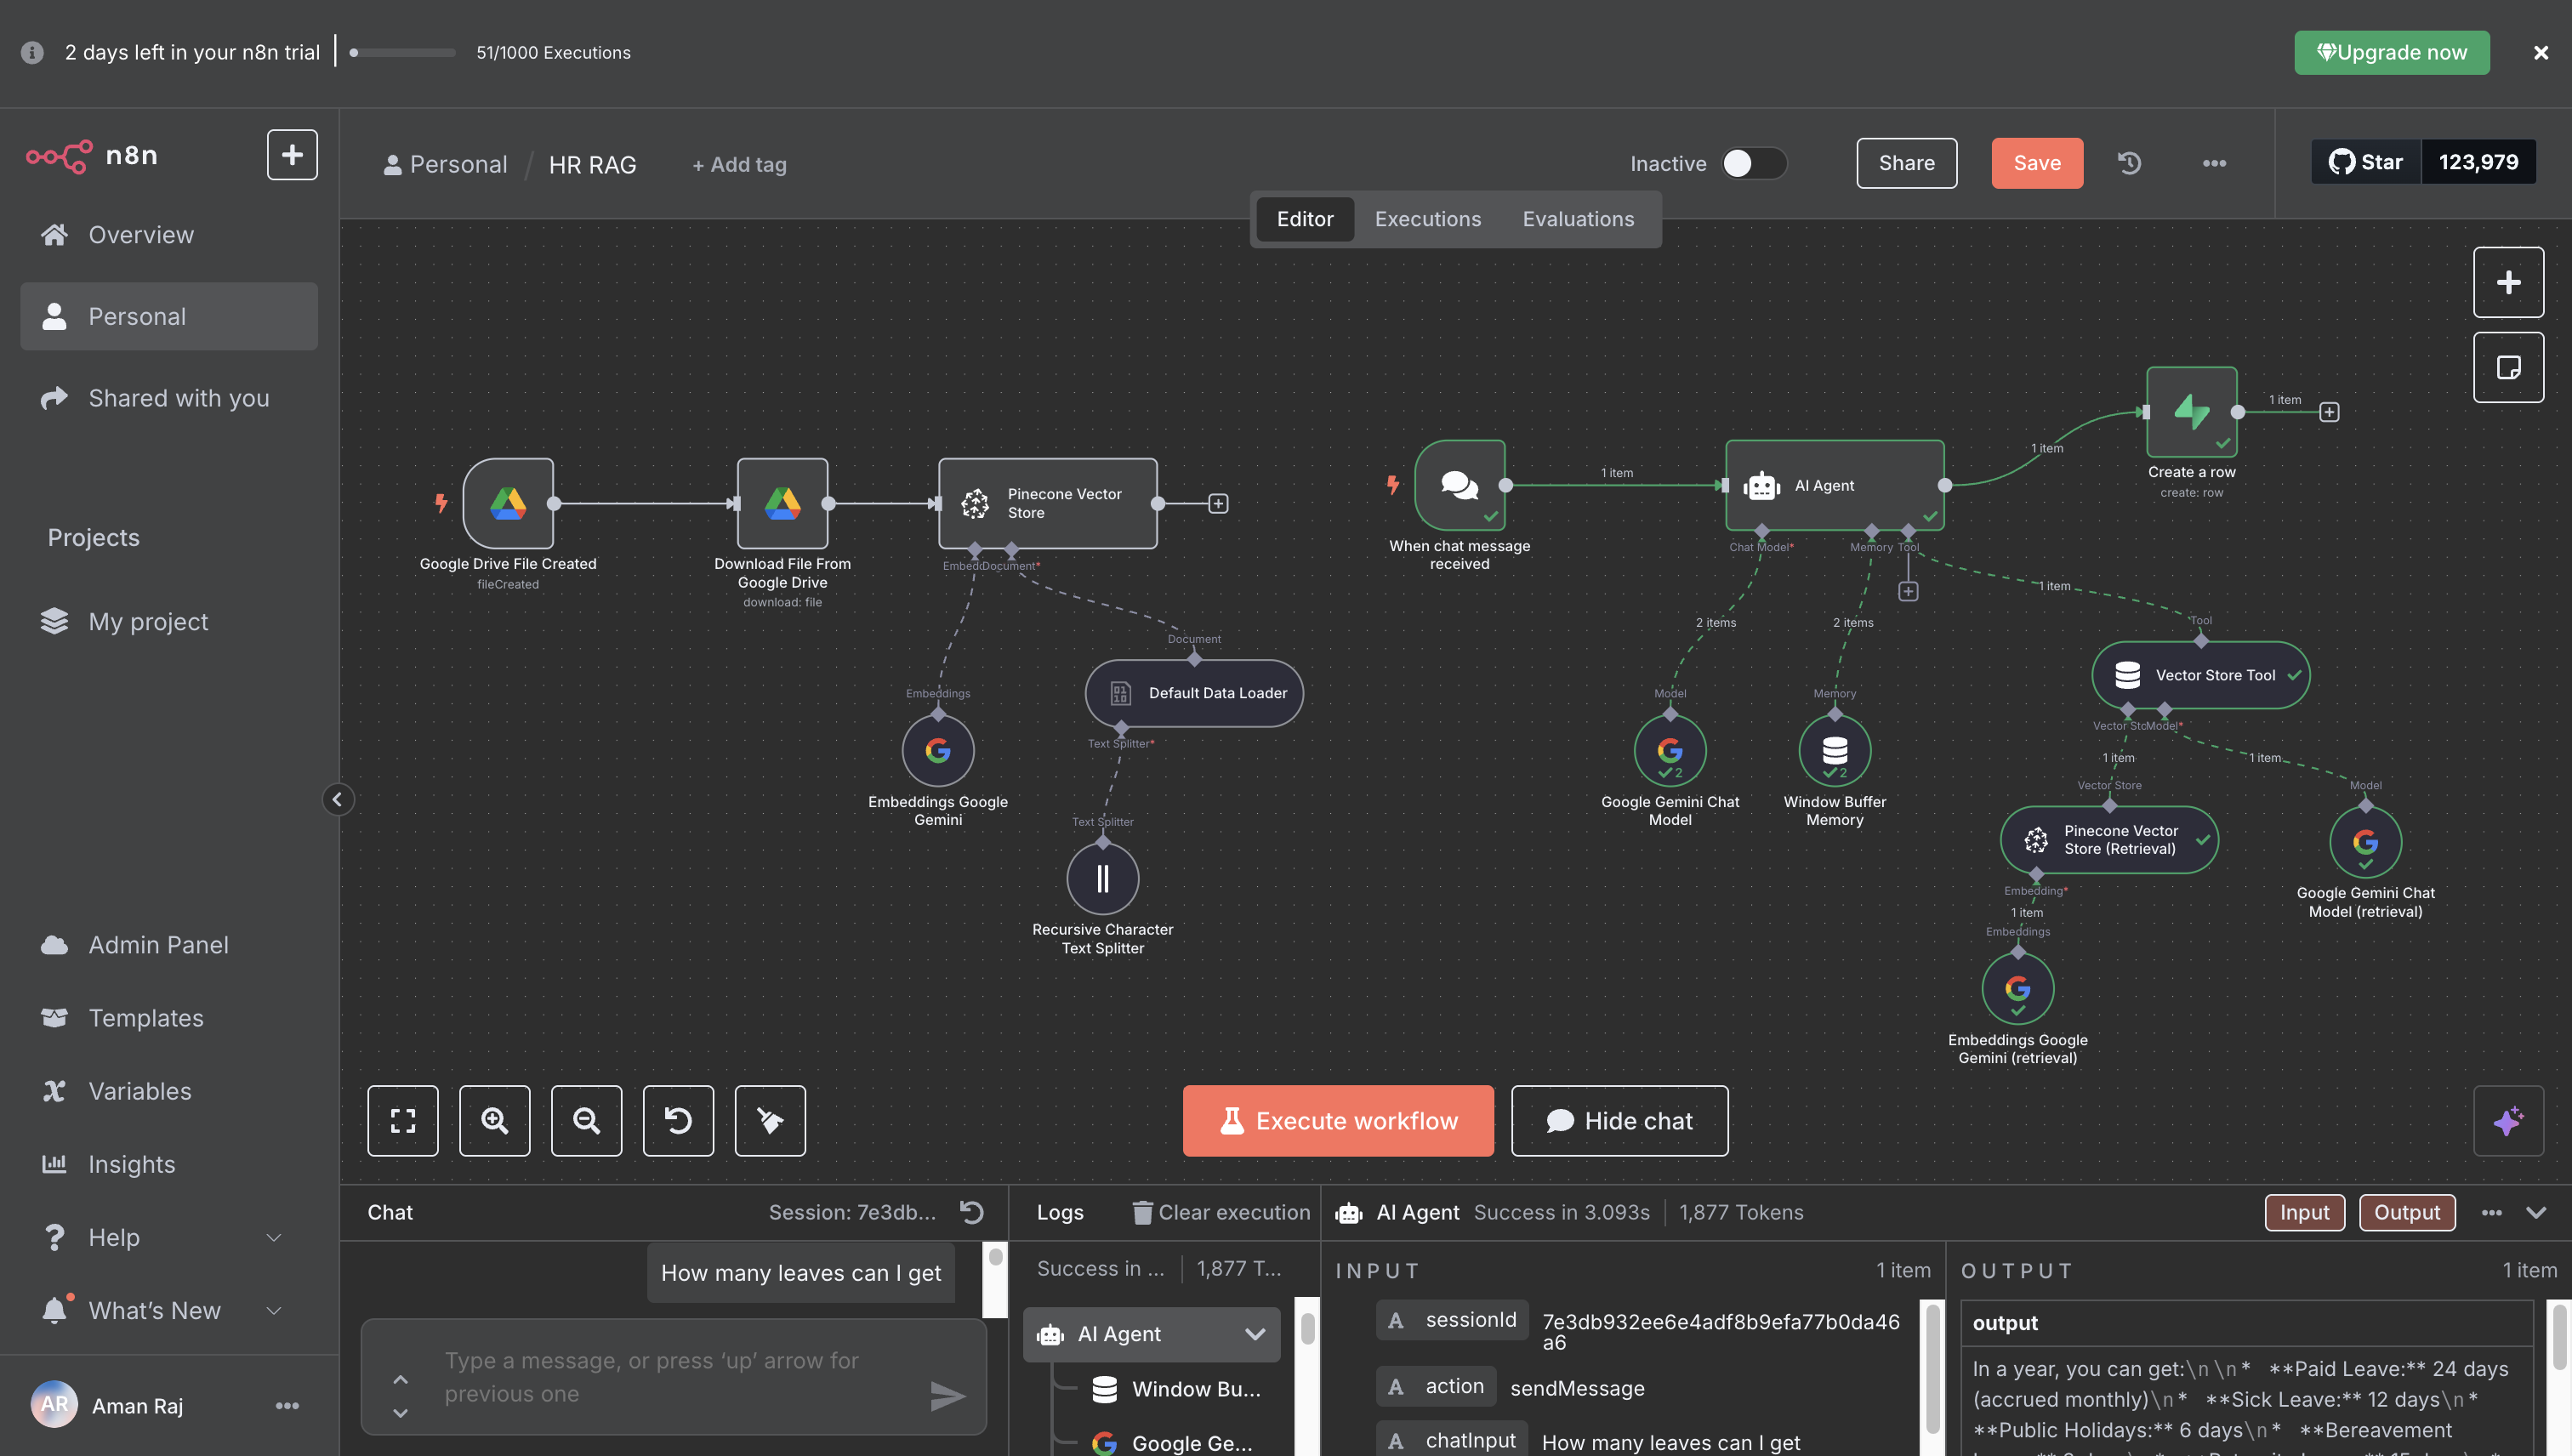 2 days left in your n8n trial
51/1000 Executions
Upgrade now
n8n
Personal / HR RAG
+ Add tag
Inactive
Share
Save
Star
123,979
Editor
Executions
Evaluations
Overview
Personal
Shared with you
Projects
My project
Admin Panel
Templates
Variables
Insights
Help
What's New
AR
Aman Raj
Google Drive File Created
fileCreated
Download File From
Google Drive
download: file
Pinecone Vector
Store
Document*
Embeddings
Embeddings Google
Gemini
Document
Default Data Loader
Text Splitter*
Text Splitter
Recursive Character
Text Splitter
When chat message
received
1 item
AI Agent
Chat Model*
Memory
Tool
1 item
Create a row
create: row
1 item
2 items
Model
Google Gemini Chat
Model
2
2 items
Memory
Window Buffer
Memory
2
1 item
Tool
Vector Store Tool
Vector Sto
Model*
1 item
Vector Store
Pinecone Vector
Store (Retrieval)
Embedding*
1 item
Embeddings
Embeddings Google
Gemini (retrieval)
1 item
Model
Google Gemini Chat
Model (retrieval)
Execute workflow
Hide chat
Chat
Session: 7e3db...
How many leaves can I get
Type a message, or press ‘up’ arrow for
previous one
Logs
Clear execution
Success in ...
1,877 T...
AI Agent
Window Bu...
Google Ge...
AI Agent
Success in 3.093s
1,877 Tokens
Input
Output
INPUT
1 item
A sessionId 7e3db932ee6e4adf8b9efa77b0da46
a6
A action sendMessage
A chatInput How many leaves can I get
OUTPUT
1 item
output
In a year, you can get:\n\n* **Paid Leave:** 24 days
(accrued monthly)\n* **Sick Leave:** 12 days\n*
**Public Holidays:** 6 days\n* **Bereavement